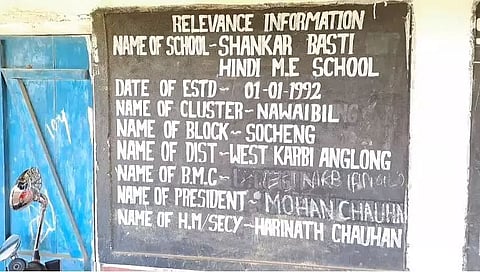 RELEVANCE INFORMATION
NAME OF SCHOOL-SHANKAR BASTI
HINDI M.E SCHOOL
DATE OF ESTD- 01-01-1992
NAME OF CLUSTER-NAWAIBIL
NAME OF BLOCK- SOCHENG
NAME OF DIST-WEST KARBI ANGLONG
NAME OF B.M.C-
NAME OF PRESIDENT-MOHAN CHAUHN
NAME OF H.M/SECY-HARINATH CHAUHAN